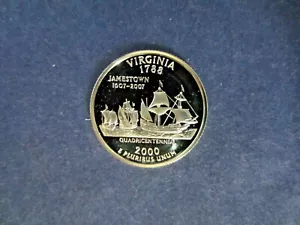 VIRGINIA
1788
JAMESTOWN
1607-2007
QUADRICENTENNIAL
2000
E PLURIBUS UNUM